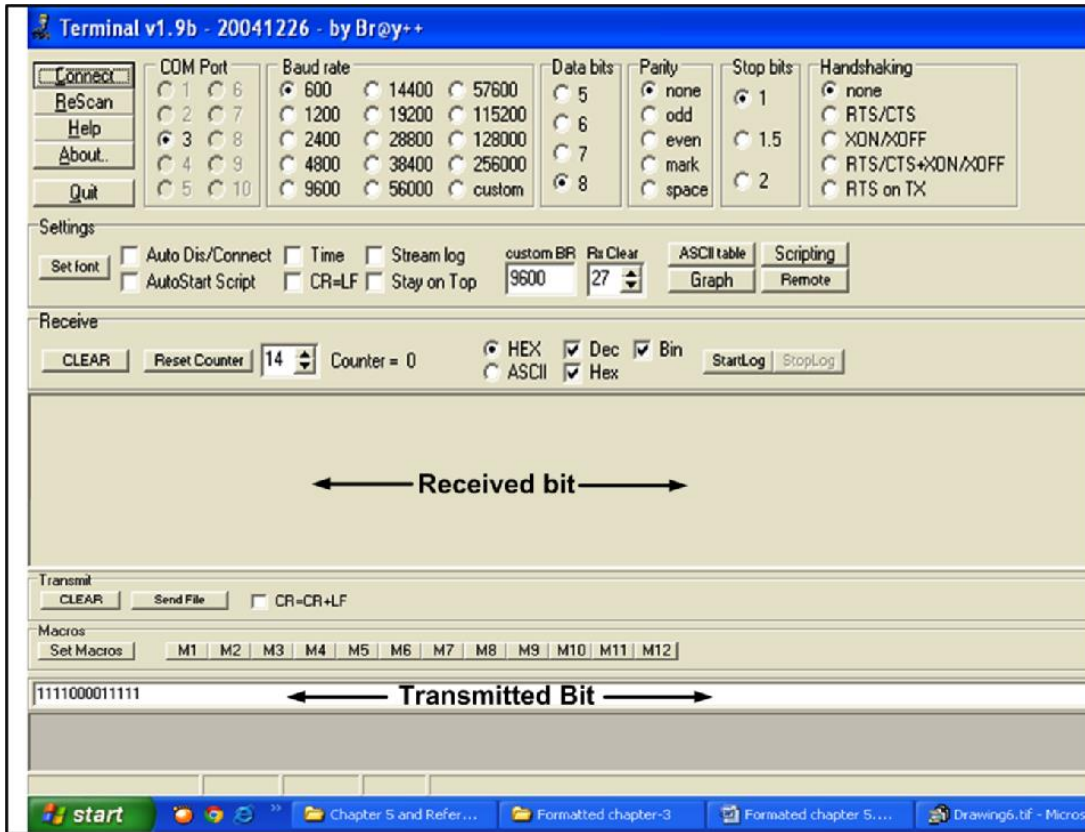 Terminal v1.9b - 20041226 - by Br@y++
Connect
ReScan
Help
About..
Quit
COM Port
1 6
2 7
3 8
4 9
5 10
Baud rate
600 14400 57600
1200 19200 115200
2400 28800 128000
4800 38400 256000
9600 56000 custom
Data bits
5
6
7
8
Parity
none
odd
even
mark
space
Stop bits
1
1.5
2
Handshaking
none
RTS/CTS
XON/XOFF
RTS/CTS+XON/XOFF
RTS on TX
Settings
Set font
Auto Dis/Connect Time Stream log
AutoStart Script CR=LF Stay on Top
custom BR Rx Clear
9600 27
ASCII table Scripting
Graph Remote
Receive
CLEAR Reset Counter 14 Counter = 0
HEX Dec Bin
ASCII Hex
StartLog StopLog
Received bit
Transmit
CLEAR Send File CR=CR+LF
Macros
Set Macros M1 M2 M3 M4 M5 M6 M7 M8 M9 M10 M11 M12
1111000011111 Transmitted Bit
start » Chapter 5 and Refer... Formatted chapter-3 Formated chapter 5.... Drawing6.tif - Micros